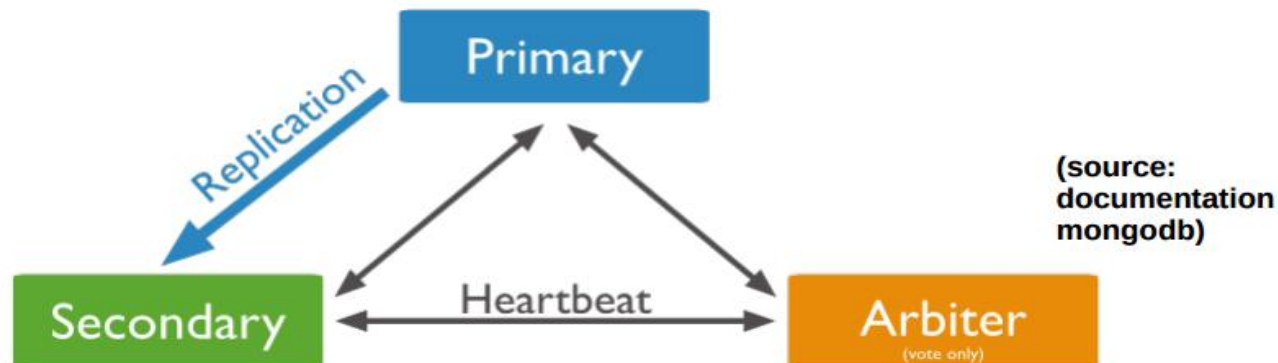 Primary
Replication
(source:
documentation
mongodb)
Secondary
Heartbeat
Arbiter
(vote only)